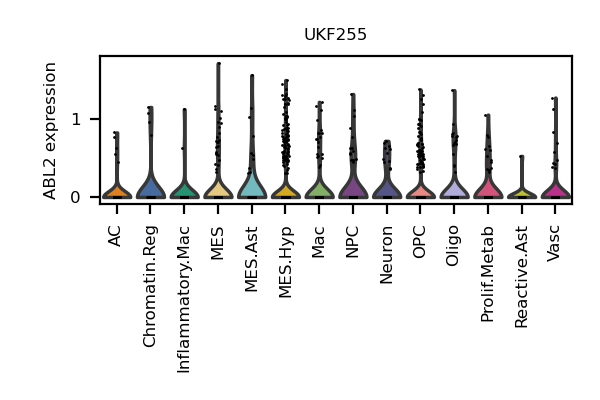 UKF255
ABL2 expression
1
0
AC
Chromatin.Reg
Inflammatory.Mac
MES
MES.Ast
MES.Hyp
Mac
NPC
Neuron
OPC
Oligo
Prolif.Metab
Reactive.Ast
Vasc